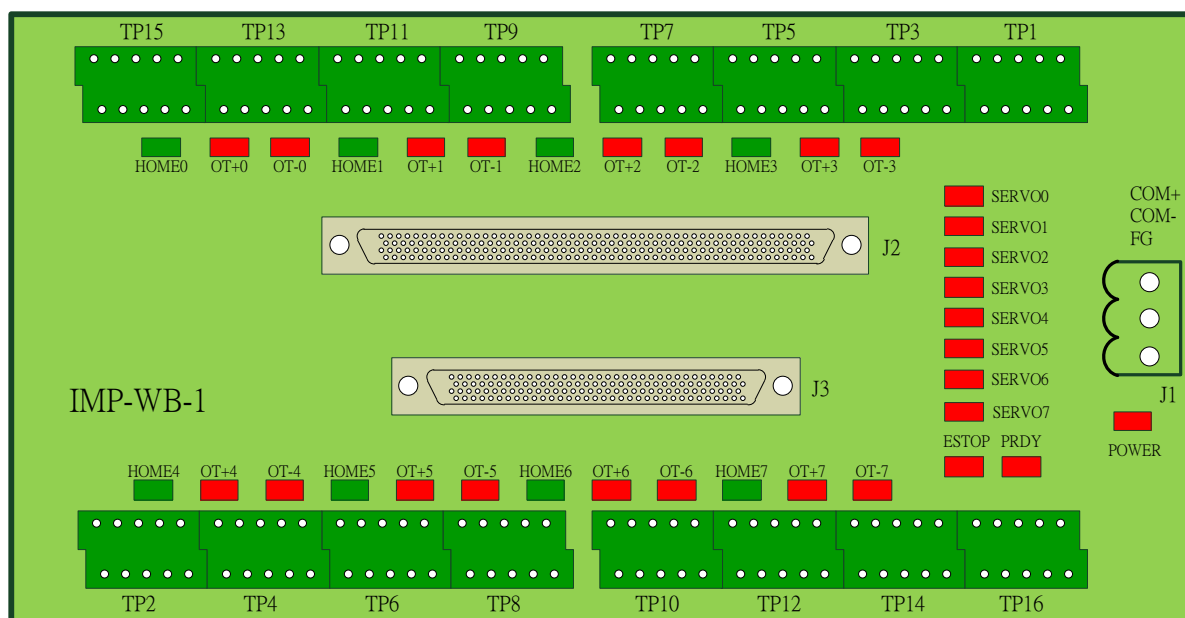 TP15 TP13 TP11 TP9 TP7 TP5 TP3 TP1
HOME0 OT+0 OT-0 HOME1 OT+1 OT-1 HOME2 OT+2 OT-2 HOME3 OT+3 OT-3
SERVO0
SERVO1
SERVO2
SERVO3
SERVO4
SERVO5
SERVO6
SERVO7
COM+
COM-
FG
J2
J3
J1
IMP-WB-1
ESTOP PRDY
POWER
HOME4 OT+4 OT-4 HOME5 OT+5 OT-5 HOME6 OT+6 OT-6 HOME7 OT+7 OT-7
TP2 TP4 TP6 TP8 TP10 TP12 TP14 TP16